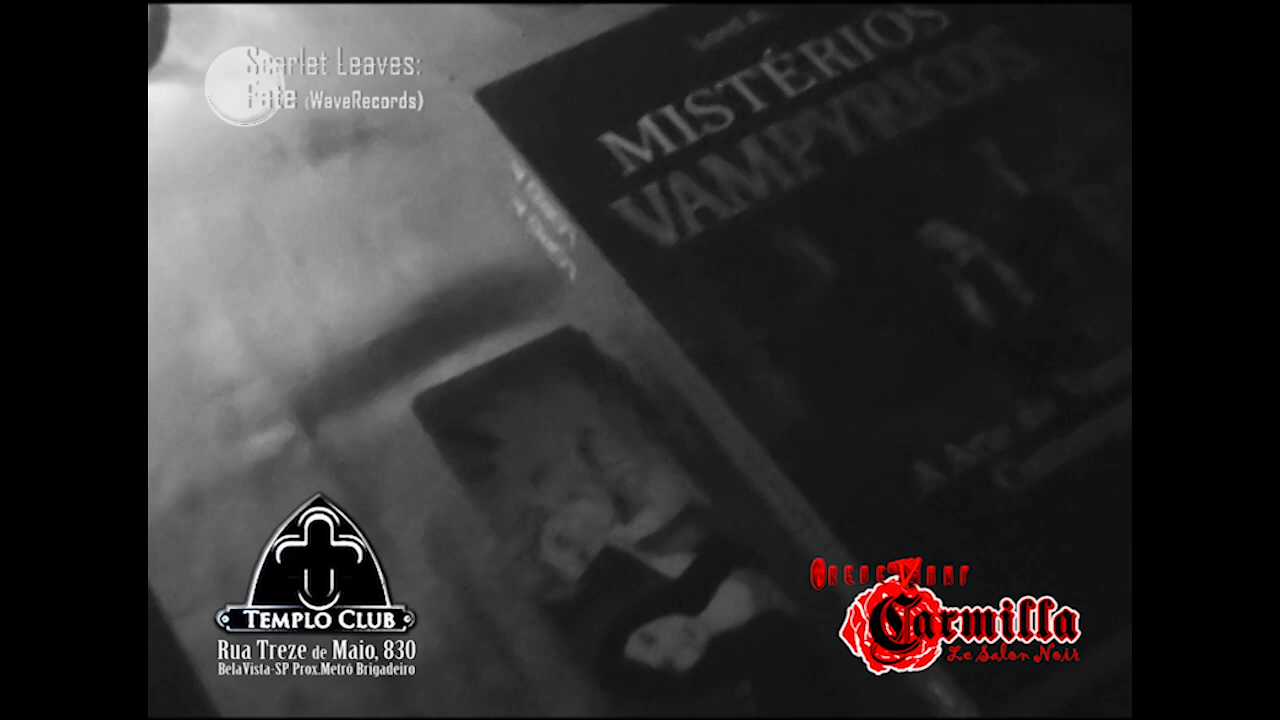 Scarlet Leaves:
Fate (WaveRecords)
MISTÉRIOS
VAMPYRICOS
TEMPLO CLUB
Rua Treze de Maio, 830
BelaVista-SP Prox.Metrô Brigadeiro
Carmilla
Le Salon Noir